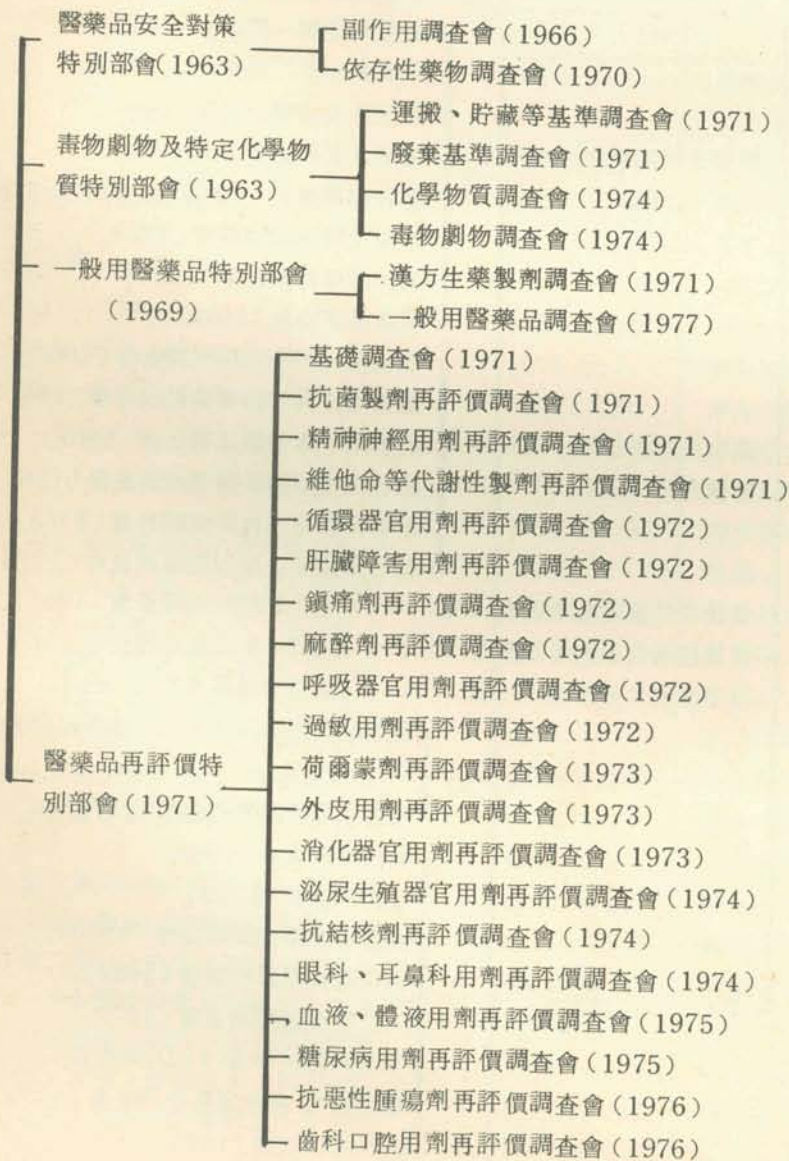 醫藥品安全對策
特別部會(1963)
副作用調查會(1966)
依存性藥物調查會(1970)
毒物劇物及特定化學物
質特別部會(1963)
運搬、貯藏等基準調查會(1971)
廢棄基準調查會(1971)
化學物質調查會(1974)
毒物劇物調查會(1974)
一般用醫藥品特別部會
(1969)
漢方生藥製劑調查會(1971)
一般用醫藥品調查會(1977)
醫藥品再評價特
別部會(1971)
基礎調查會(1971)
抗菌製劑再評價調查會(1971)
精神神經用劑再評價調查會(1971)
維他命等代謝性製劑再評價調查會(1971)
循環器官用劑再評價調查會(1972)
肝臟障害用劑再評價調查會(1972)
鎮痛劑再評價調查會(1972)
麻醉劑再評價調查會(1972)
呼吸器官用劑再評價調查會(1972)
過敏用劑再評價調查會(1972)
荷爾蒙劑再評價調查會(1973)
外皮用劑再評價調查會(1973)
消化器官用劑再評價調查會(1973)
泌尿生殖器官用劑再評價調查會(1974)
抗結核劑再評價調查會(1974)
眼科、耳鼻科用劑再評價調查會(1974)
血液、體液用劑再評價調查會(1975)
糖尿病用劑再評價調查會(1975)
抗惡性腫瘍劑再評價調查會(1976)
齒科口腔用劑再評價調查會(1976)